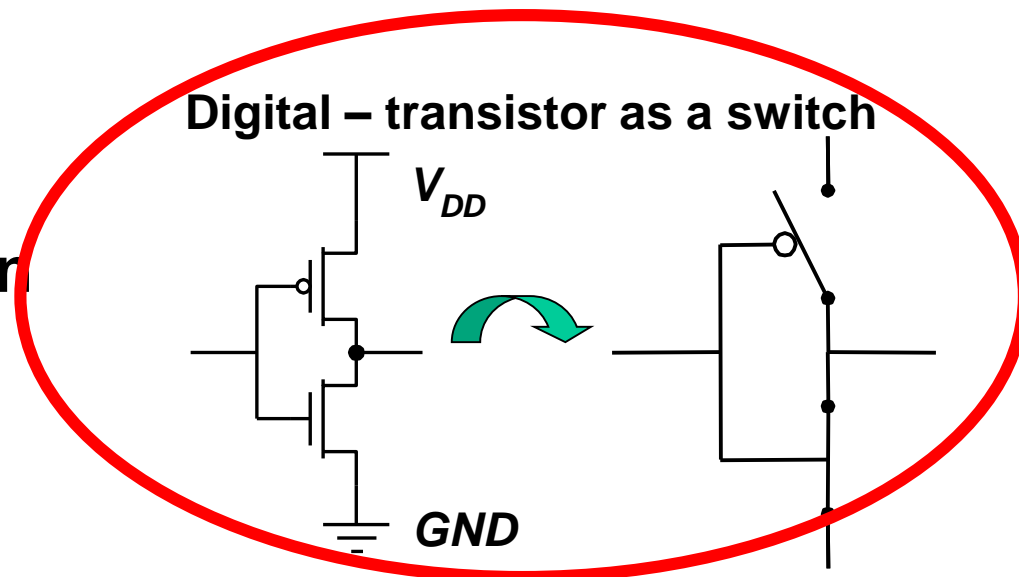 Digital – transistor as a switch
VDD
n
GND